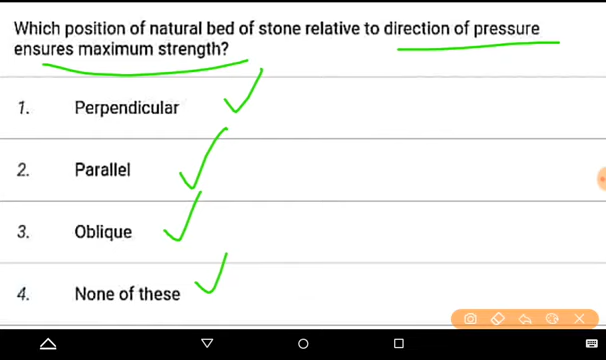 Which position of natural bed of stone relative to direction of pressure
ensures maximum strength?
1. Perpendicular
2. Parallel
3. Oblique
4. None of these